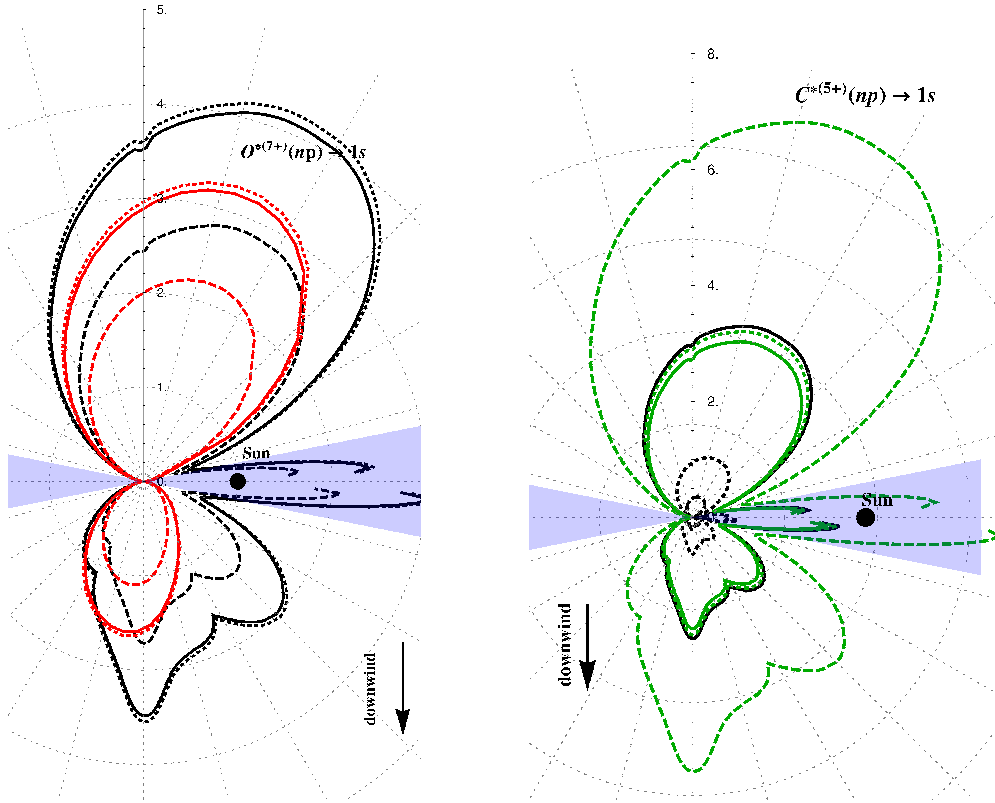 5.
4.
O*(7+)(np) → 1s
3.
2.
1.
Sun
0.
downwind
8.
C*(5+)(np) → 1s
6.
4.
2.
Sun
downwind